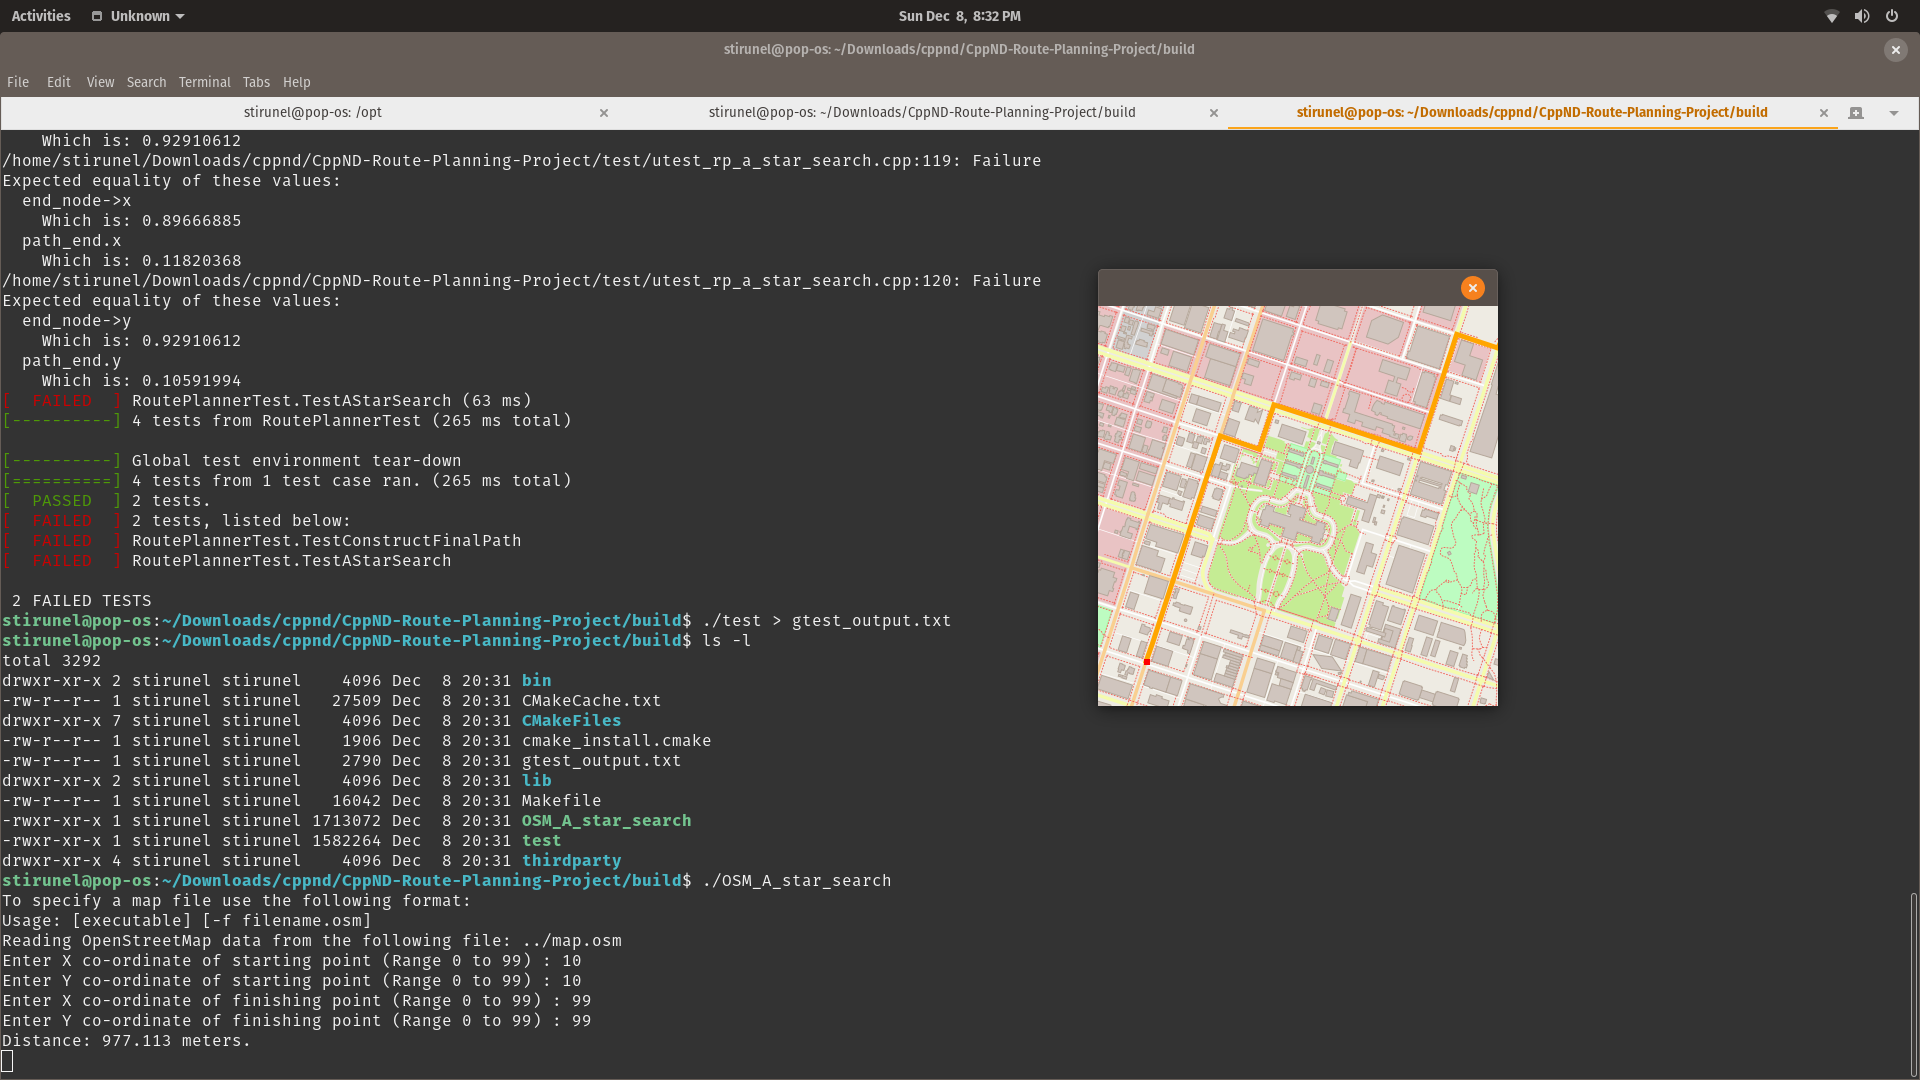 Activities
Unknown
Sun Dec 8, 8:32 PM
stirunel@pop-os: ~/Downloads/cppnd/CppND-Route-Planning-Project/build
File Edit View Search Terminal Tabs Help
stirunel@pop-os: /opt
stirunel@pop-os: ~/Downloads/CppND-Route-Planning-Project/build
stirunel@pop-os: ~/Downloads/cppnd/CppND-Route-Planning-Project/build
    Which is: 0.92910612
/home/stirunel/Downloads/cppnd/CppND-Route-Planning-Project/test/utest_rp_a_star_search.cpp:119: Failure
Expected equality of these values:
  end_node->x
    Which is: 0.89666885
  path_end.x
    Which is: 0.11820368
/home/stirunel/Downloads/cppnd/CppND-Route-Planning-Project/test/utest_rp_a_star_search.cpp:120: Failure
Expected equality of these values:
  end_node->y
    Which is: 0.92910612
  path_end.y
    Which is: 0.10591994
[  FAILED  ] RoutePlannerTest.TestAStarSearch (63 ms)
[----------] 4 tests from RoutePlannerTest (265 ms total)
[----------] Global test environment tear-down
[==========] 4 tests from 1 test case ran. (265 ms total)
[  PASSED  ] 2 tests.
[  FAILED  ] 2 tests, listed below:
[  FAILED  ] RoutePlannerTest.TestConstructFinalPath
[  FAILED  ] RoutePlannerTest.TestAStarSearch
 2 FAILED TESTS
stirunel@pop-os:~/Downloads/cppnd/CppND-Route-Planning-Project/build$ ./test > gtest_output.txt
stirunel@pop-os:~/Downloads/cppnd/CppND-Route-Planning-Project/build$ ls -l
total 3292
drwxr-xr-x 2 stirunel stirunel    4096 Dec  8 20:31 bin
-rw-r--r-- 1 stirunel stirunel   27509 Dec  8 20:31 CMakeCache.txt
drwxr-xr-x 7 stirunel stirunel    4096 Dec  8 20:31 CMakeFiles
-rw-r--r-- 1 stirunel stirunel    1906 Dec  8 20:31 cmake_install.cmake
-rw-r--r-- 1 stirunel stirunel    2790 Dec  8 20:31 gtest_output.txt
drwxr-xr-x 2 stirunel stirunel    4096 Dec  8 20:31 lib
-rw-r--r-- 1 stirunel stirunel   16042 Dec  8 20:31 Makefile
-rwxr-xr-x 1 stirunel stirunel 1713072 Dec  8 20:31 OSM_A_star_search
-rwxr-xr-x 1 stirunel stirunel 1582264 Dec  8 20:31 test
drwxr-xr-x 4 stirunel stirunel    4096 Dec  8 20:31 thirdparty
stirunel@pop-os:~/Downloads/cppnd/CppND-Route-Planning-Project/build$ ./OSM_A_star_search
To specify a map file use the following format:
Usage: [executable] [-f filename.osm]
Reading OpenStreetMap data from the following file: ../map.osm
Enter X co-ordinate of starting point (Range 0 to 99) : 10
Enter Y co-ordinate of starting point (Range 0 to 99) : 10
Enter X co-ordinate of finishing point (Range 0 to 99) : 99
Enter Y co-ordinate of finishing point (Range 0 to 99) : 99
Distance: 977.113 meters.